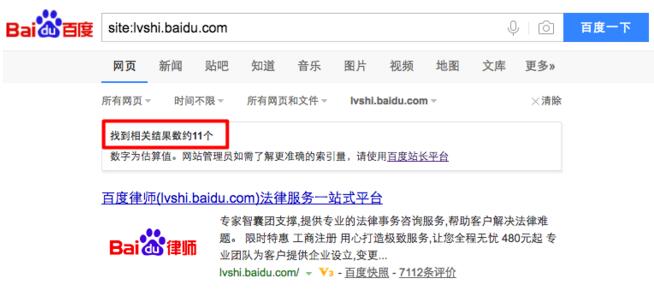 Bai du 百度 site:lvshi.baidu.com 百度一下
网页 新闻 贴吧 知道 音乐 图片 视频 地图 文库 更多»
所有网页 时间不限 所有网页和文件 lvshi.baidu.com ×清除
找到相关结果数约11个
数字为估算值。网站管理员如需了解更准确的索引量，请使用百度站长平台
百度律师(lvshi.baidu.com)法律服务一站式平台
专家智囊团支撑,提供专业的法律事务咨询服务,帮助客户解决法律难
题。 限时特惠 工商注册 用心打造极致服务,让您全程无忧 480元起 专
业团队为客户提供企业设立,变更...
Bai du 律师
lvshi.baidu.com/ V3 - 百度快照 - 7112条评价